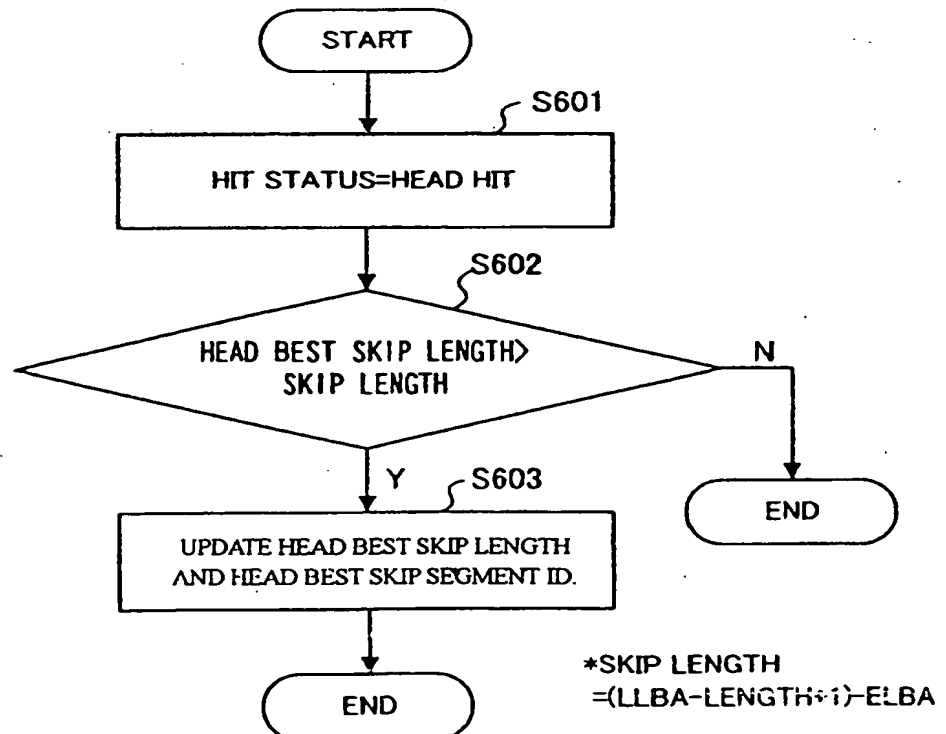 START
S601
HIT STATUS=HEAD HIT
S602
HEAD BEST SKIP LENGTH>
SKIP LENGTH
N
Y
S603
END
UPDATE HEAD BEST SKIP LENGTH
AND HEAD BEST SKIP SEGMENT ID.
*SKIP LENGTH
=(LLBA-LENGTH+1)-ELBA
END